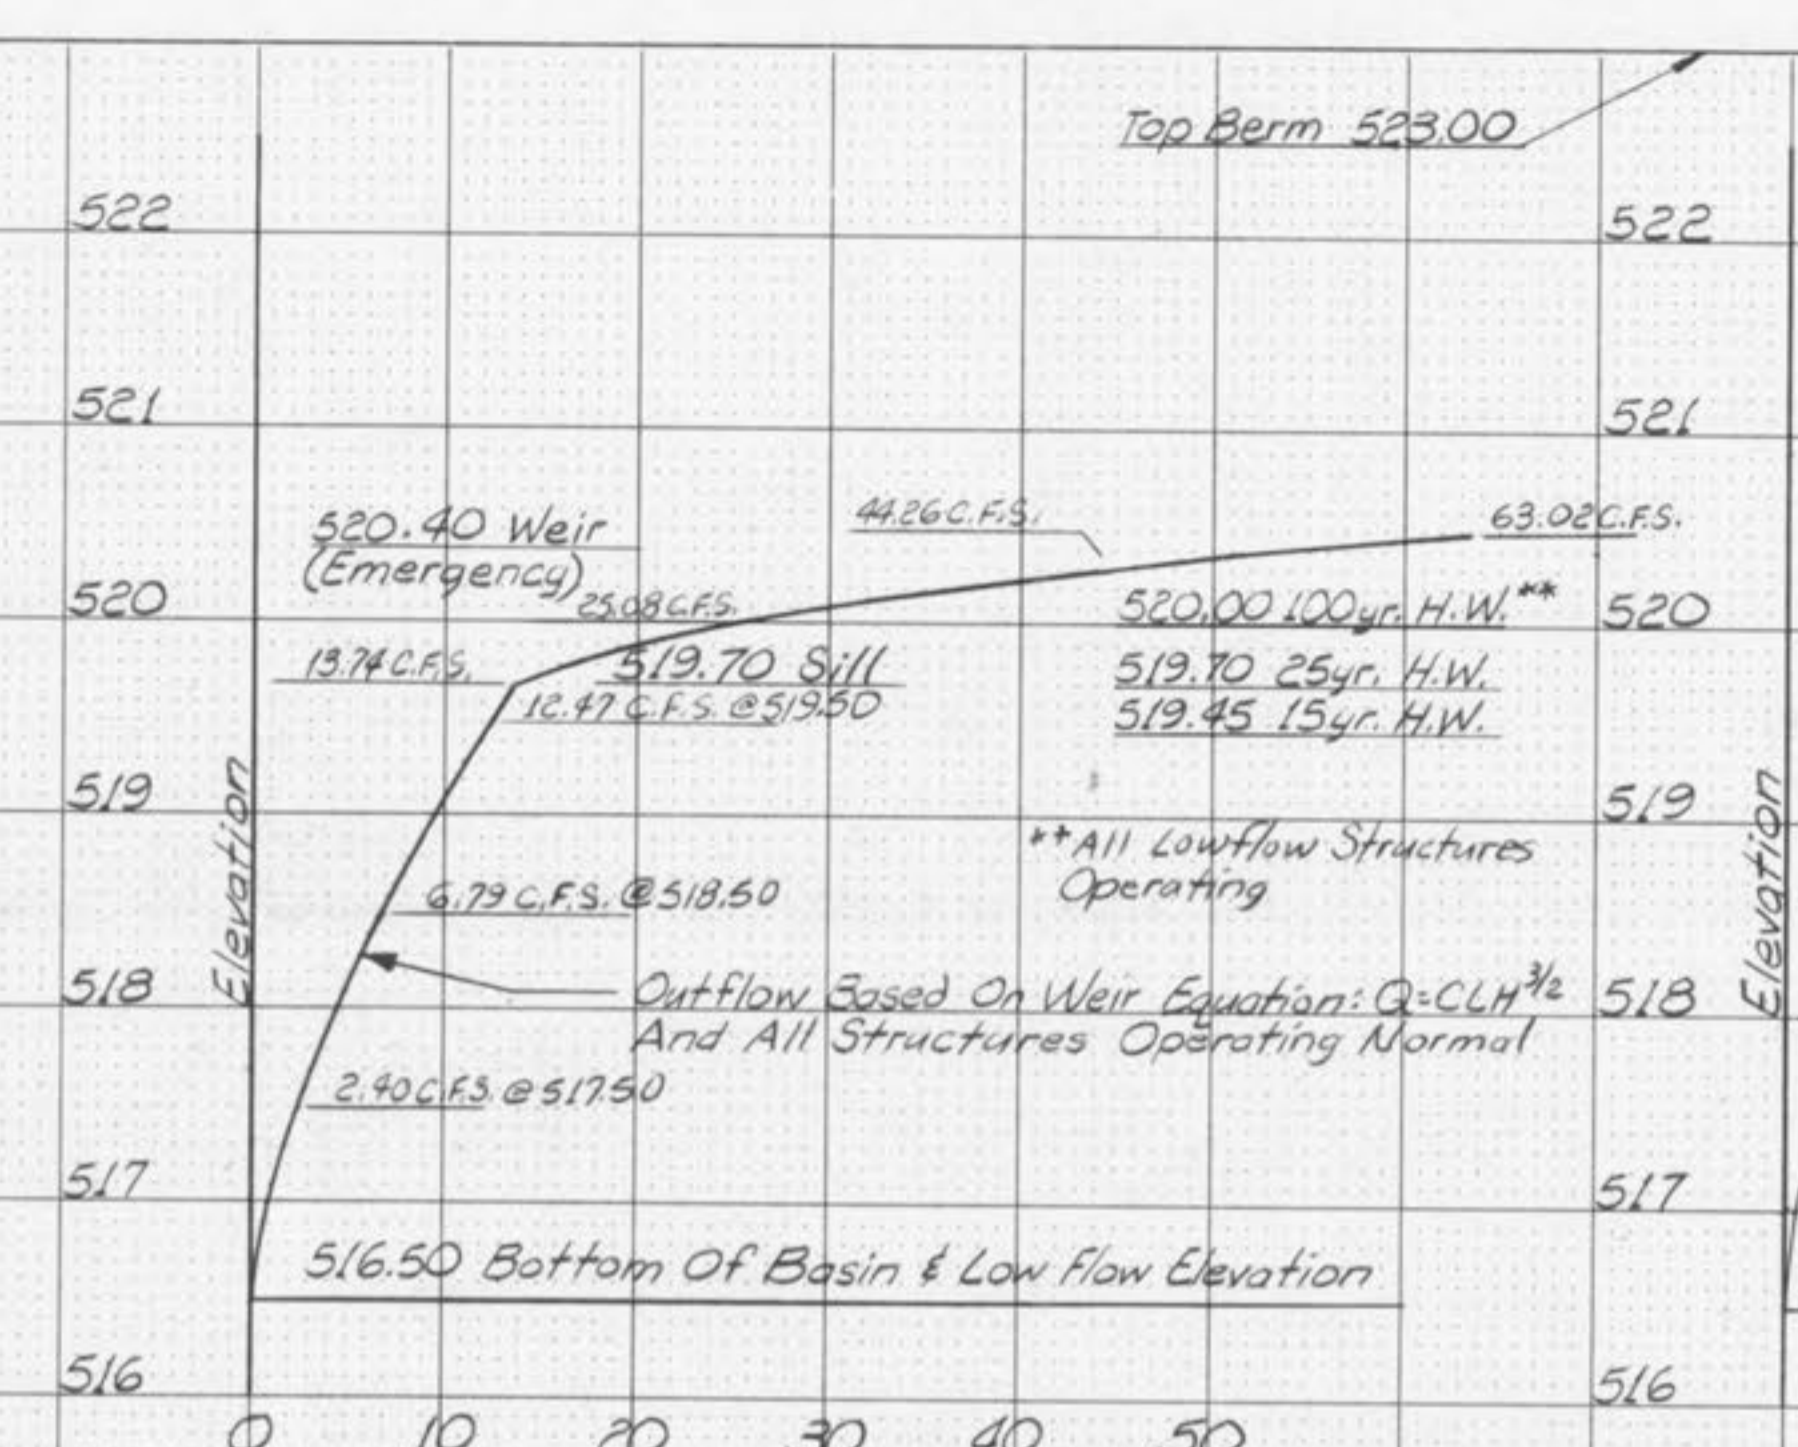 Top Berm 523.00
522
522
521
521
520.40 Weir
(Emergency)
44.26 C.F.S.
63.02 C.F.S.
520
25.08 C.F.S.
520.00 100yr. H.W.**
520
13.74 C.F.S.
519.70 Sill
519.70 25yr. H.W.
12.47 C.F.S. @ 519.50
519.45 15yr. H.W.
519
519
Elevation
Elevation
**All Lowflow Structures
Operating
6.79 C.F.S. @ 518.50
518
Outflow Based On Weir Equation: Q=CLH^3/2
518
And All Structures Operating Normal
2.40 C.F.S. @ 517.50
517
517
516.50 Bottom Of Basin & Low Flow Elevation
516
516
0 10 20 30 40 50